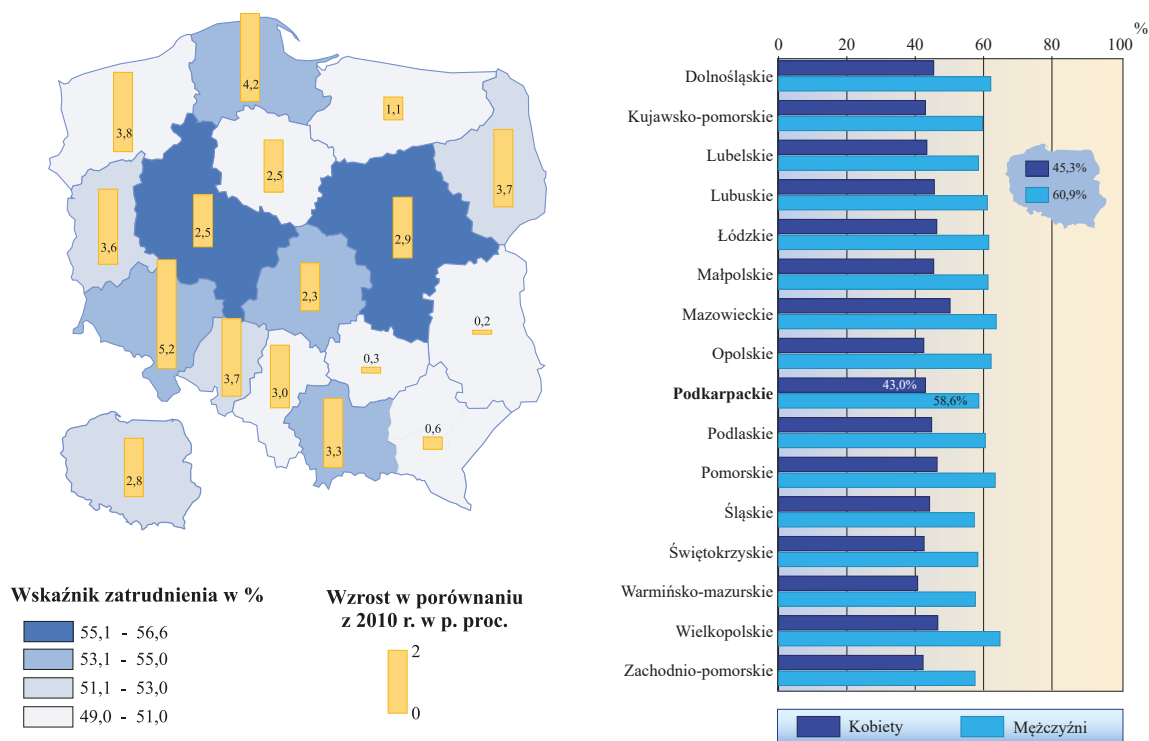 4,2
3,8
1,1
2,5
3,7
3,6
2,5
2,9
2,3
5,2
0,2
0,3
3,7
3,0
3,3
0,6
2,8
Wskaźnik zatrudnienia w %
55,1 - 56,6
53,1 - 55,0
51,1 - 53,0
49,0 - 51,0
Wzrost w porównaniu
z 2010 r. w p. proc.
2
0
%
0 20 40 60 80 100
Dolnośląskie
Kujawsko-pomorskie
Lubelskie
Lubuskie
Łódzkie
Małpolskie
Mazowieckie
Opolskie
Podkarpackie
43,0%
58,6%
Podlaskie
Pomorskie
Śląskie
Świętokrzyskie
Warmińsko-mazurskie
Wielkopolskie
Zachodnio-pomorskie
45,3%
60,9%
Kobiety
Mężczyźni